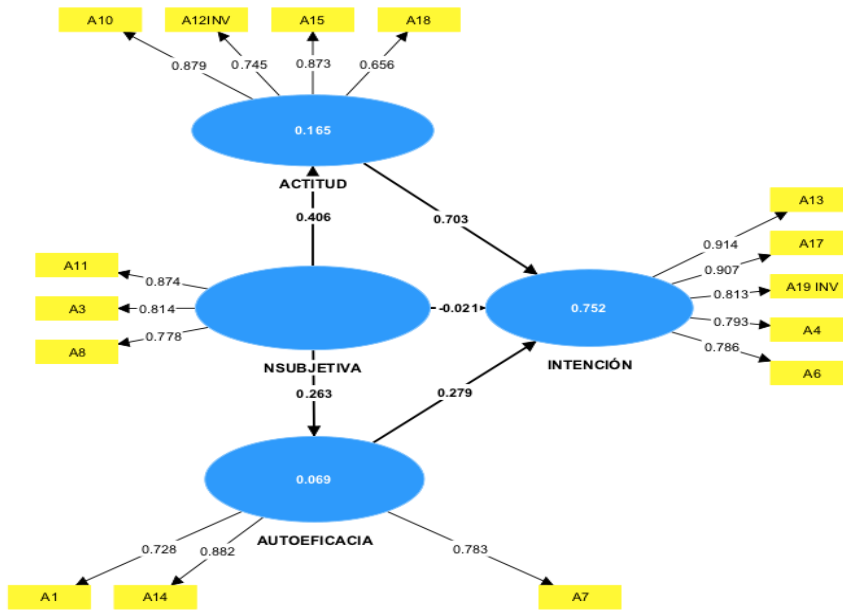 A10
A12INV
A15
A18
0.879
0.745
0.873
0.656
0.165
ACTITUD
0.406
0.703
A11
A3
A8
0.874
0.814
0.778
NSUBJETIVA
-0.021
0.752
INTENCIÓN
0.914
0.907
0.813
0.793
0.786
A13
A17
A19 INV
A4
A6
0.263
0.279
0.069
AUTOEFICACIA
0.728
0.882
0.783
A1
A14
A7